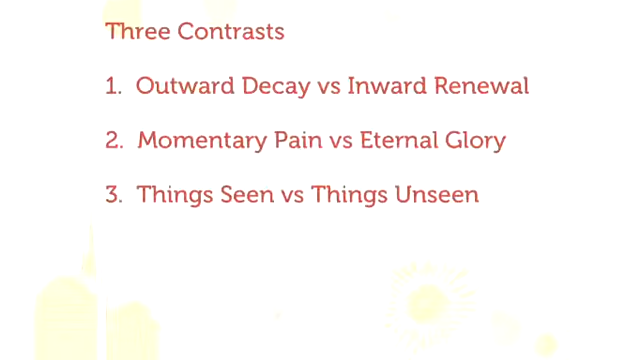 Three Contrasts
1. Outward Decay vs Inward Renewal
2. Momentary Pain vs Eternal Glory
3. Things Seen vs Things Unseen